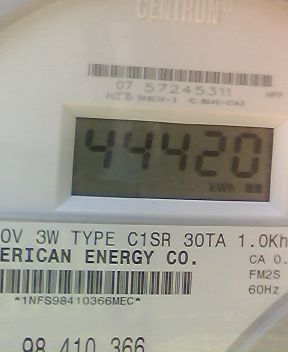 CENTRON®
07 57245311
44420
kWh
0V 3W TYPE C1SR 30TA 1.0Kh
ERICAN ENERGY CO.
CA 0.
FM2S
60Hz
*1NFS98410366MEC*
98 410 366